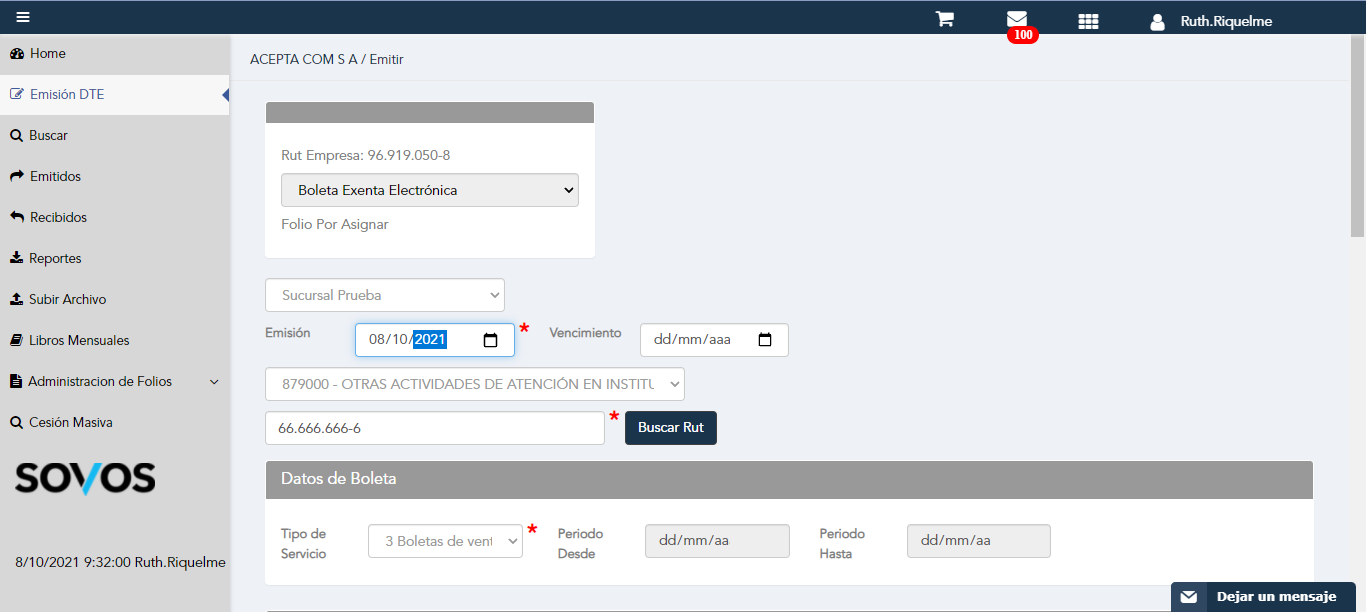 100
Ruth.Riquelme
Home
Emisión DTE
Buscar
Emitidos
Recibidos
Reportes
Subir Archivo
Libros Mensuales
Administracion de Folios
Cesión Masiva
SOVOS
8/10/2021 9:32:00 Ruth.Riquelme
ACEPTA COM S A / Emitir
Rut Empresa: 96.919.050-8
Boleta Exenta Electrónica
Folio Por Asignar
Sucursal Prueba
Emisión 08/10/2021 * Vencimiento dd/mm/aaa
879000 - OTRAS ACTIVIDADES DE ATENCIÓN EN INSTITU
66.666.666-6 * Buscar Rut
Datos de Boleta
Tipo de Servicio 3 Boletas de vent * Periodo Desde dd/mm/aa Periodo Hasta dd/mm/aa
Dejar un mensaje